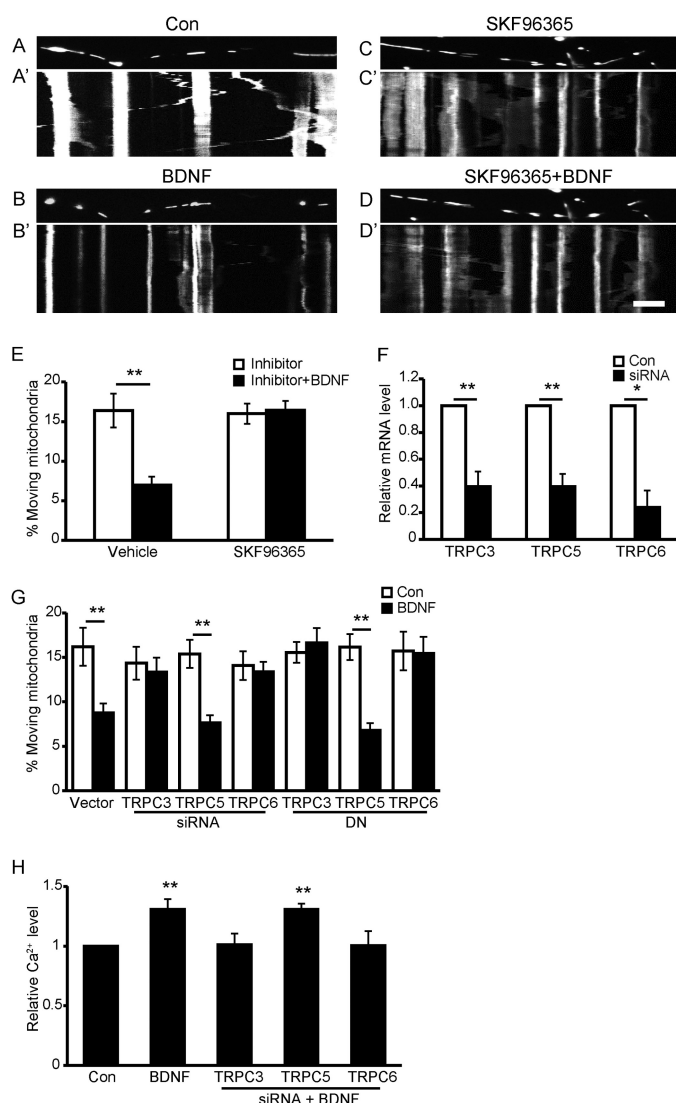 Con
SKF96365
A
C
A'
C'
BDNF
SKF96365+BDNF
B
D
B'
D'
E
Inhibitor
Inhibitor+BDNF
**
20
15
10
5
0
% Moving mitochondria
Vehicle
SKF96365
F
Con
siRNA
1.2
1.0
0.8
0.6
0.4
0.2
0
Relative mRNA level
** ** *
TRPC3 TRPC5 TRPC6
G
Con
BDNF
20
15
10
5
0
% Moving mitochondria
** ** **
Vector TRPC3 TRPC5 TRPC6 TRPC3 TRPC5 TRPC6
siRNA DN
H
1.5
1
0.5
0
Relative Ca²⁺ level
** **
Con BDNF TRPC3 TRPC5 TRPC6
siRNA + BDNF